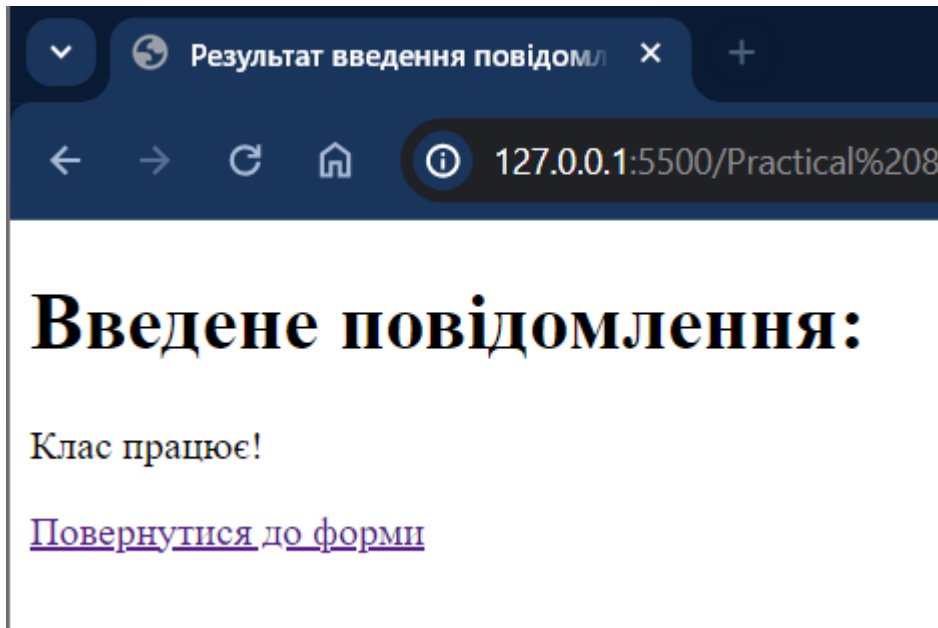 Результат введення повідомл
127.0.0.1:5500/Practical%208
Введене повідомлення:
Клас працює!
Повернутися до форми